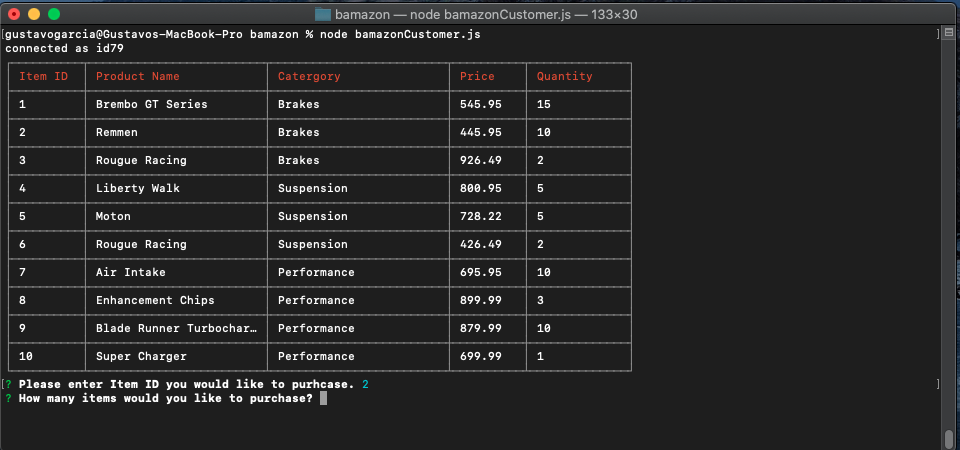 bamazon — node bamazonCustomer.js — 133×30
[gustavogarcia@Gustavos-MacBook-Pro bamazon % node bamazonCustomer.js ]
connected as id79
Item ID Product Name Catergory Price Quantity
1 Brembo GT Series Brakes 545.95 15
2 Remmen Brakes 445.95 10
3 Rougue Racing Brakes 926.49 2
4 Liberty Walk Suspension 800.95 5
5 Moton Suspension 728.22 5
6 Rougue Racing Suspension 426.49 2
7 Air Intake Performance 695.95 10
8 Enhancement Chips Performance 899.99 3
9 Blade Runner Turbochar… Performance 879.99 10
10 Super Charger Performance 699.99 1
[? Please enter Item ID you would like to purhcase. 2 ]
? How many items would you like to purchase?